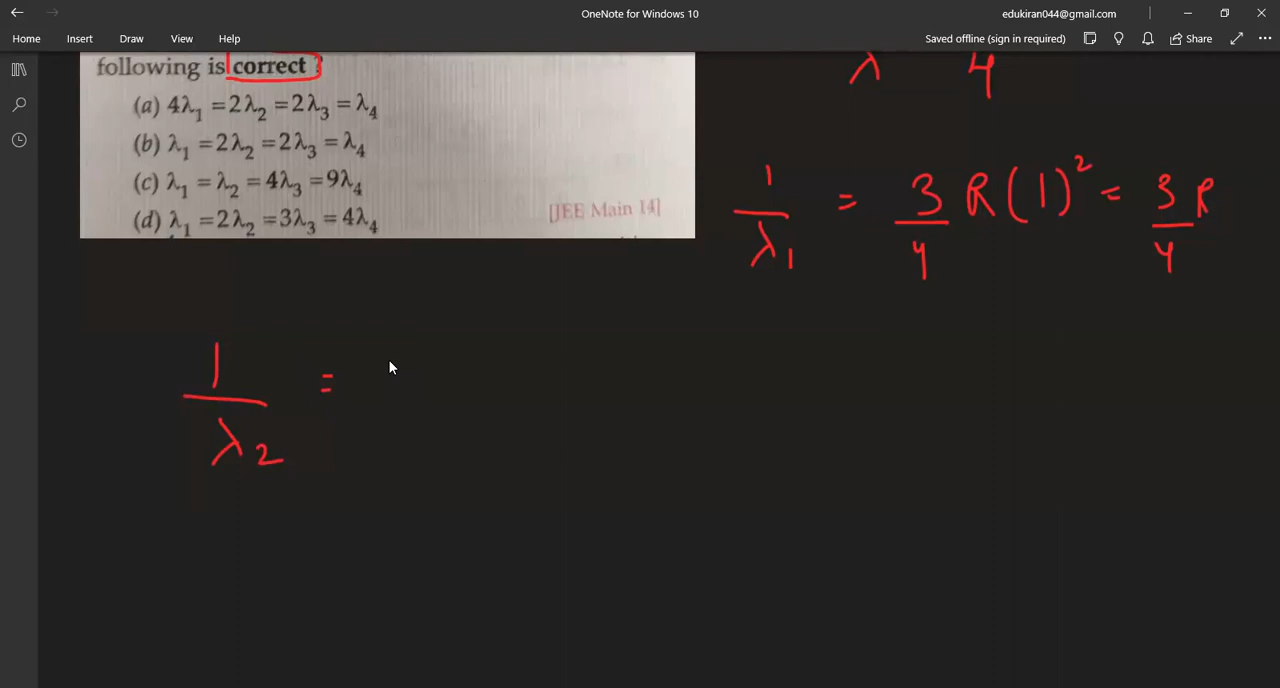 OneNote for Windows 10
edukiran044@gmail.com
Home Insert Draw View Help
Saved offline (sign in required)
Share
following is correct ?
(a) 4λ₁ = 2λ₂ = 2λ₃ = λ₄
(b) λ₁ = 2λ₂ = 2λ₃ = λ₄
(c) λ₁ = λ₂ = 4λ₃ = 9λ₄
(d) λ₁ = 2λ₂ = 3λ₃ = 4λ₄
[JEE Main 14]
λ 4
1/λ₁ = 3/4 R(1)² = 3/4 R
1/λ₂ =